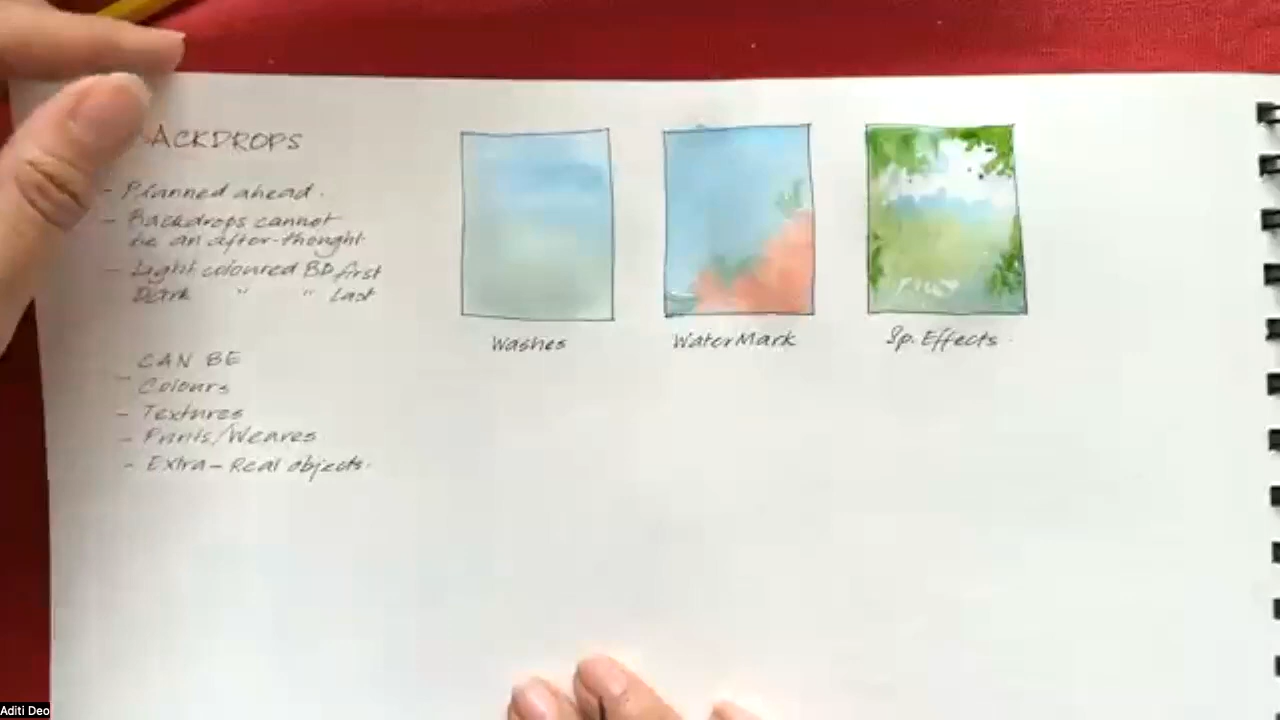 ACKDROPS
- Planned ahead.
- Backdrops cannot
be an after-thought
- Light coloured BD first
Dark " " Last
CAN BE
- Colours
- Textures
- Prints/Weaves
- Extra-Real objects.
Washes
WaterMark
Sp. Effects.
Aditi Deo